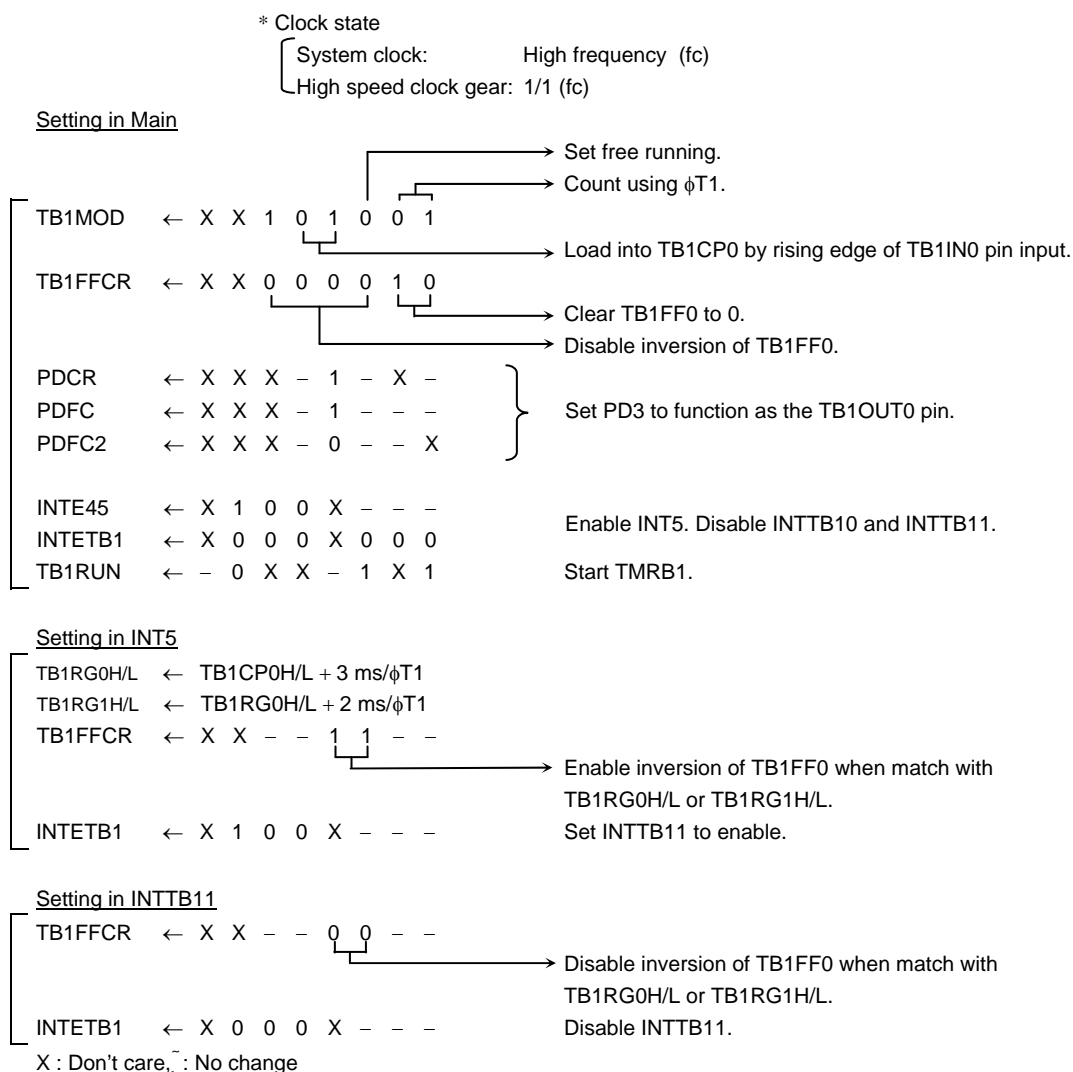 * Clock state
System clock: High frequency (fc)
High speed clock gear: 1/1 (fc)
Setting in Main
Set free running.
Count using ϕT1.
TB1MOD ← X X 1 0 1 0 0 1
Load into TB1CP0 by rising edge of TB1IN0 pin input.
TB1FFCR ← X X 0 0 0 0 1 0
Clear TB1FF0 to 0.
Disable inversion of TB1FF0.
PDCR ← X X X – 1 – X –
PDFC ← X X X – 1 – – –
Set PD3 to function as the TB1OUT0 pin.
PDFC2 ← X X X – 0 – – X
INTE45 ← X 1 0 0 X – – –
Enable INT5. Disable INTTB10 and INTTB11.
INTETB1 ← X 0 0 0 X 0 0 0
TB1RUN ← – 0 X X – 1 X 1 Start TMRB1.
Setting in INT5
TB1RG0H/L ← TB1CP0H/L + 3 ms/ϕT1
TB1RG1H/L ← TB1RG0H/L + 2 ms/ϕT1
TB1FFCR ← X X – – 1 1 – –
Enable inversion of TB1FF0 when match with
TB1RG0H/L or TB1RG1H/L.
INTETB1 ← X 1 0 0 X – – – Set INTTB11 to enable.
Setting in INTTB11
TB1FFCR ← X X – – 0 0 – –
Disable inversion of TB1FF0 when match with
TB1RG0H/L or TB1RG1H/L.
INTETB1 ← X 0 0 0 X – – – Disable INTTB11.
X : Don't care, ~ : No change